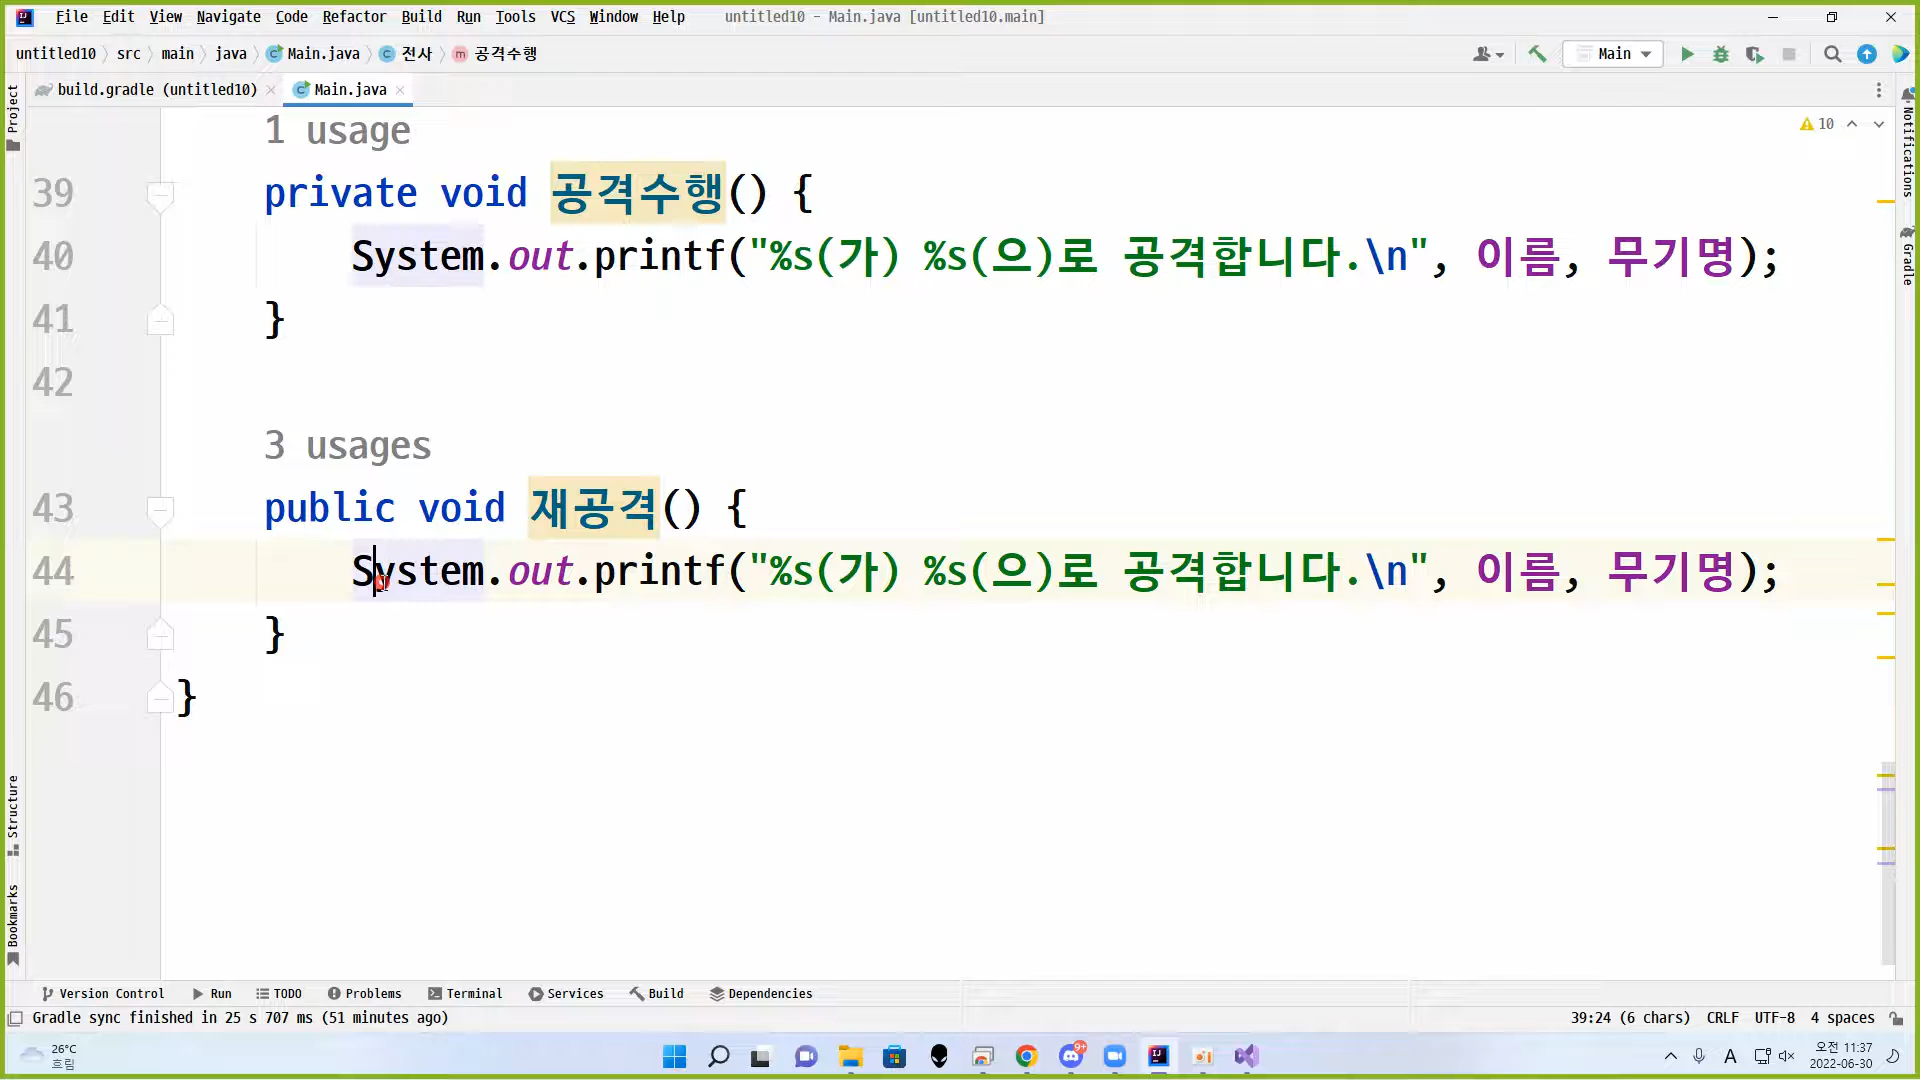 File Edit View Navigate Code Refactor Build Run Tools VCS Window Help untitled10 - Main.java [untitled10.main]
untitled10 src main java Main.java 전사 공격수행 Main
build.gradle (untitled10) Main.java
Project
Notifications
Gradle
Structure
Bookmarks
10
1 usage
39 private void 공격수행() {
40 System.out.printf("%s(가) %s(으)로 공격합니다.\n", 이름, 무기명);
41 }
42
3 usages
43 public void 재공격() {
44 System.out.printf("%s(가) %s(으)로 공격합니다.\n", 이름, 무기명);
45 }
46 }
Version Control Run TODO Problems Terminal Services Build Dependencies
Gradle sync finished in 25 s 707 ms (51 minutes ago) 39:24 (6 chars) CRLF UTF-8 4 spaces
26°C
흐림
9+
A
오전 11:37
2022-06-30